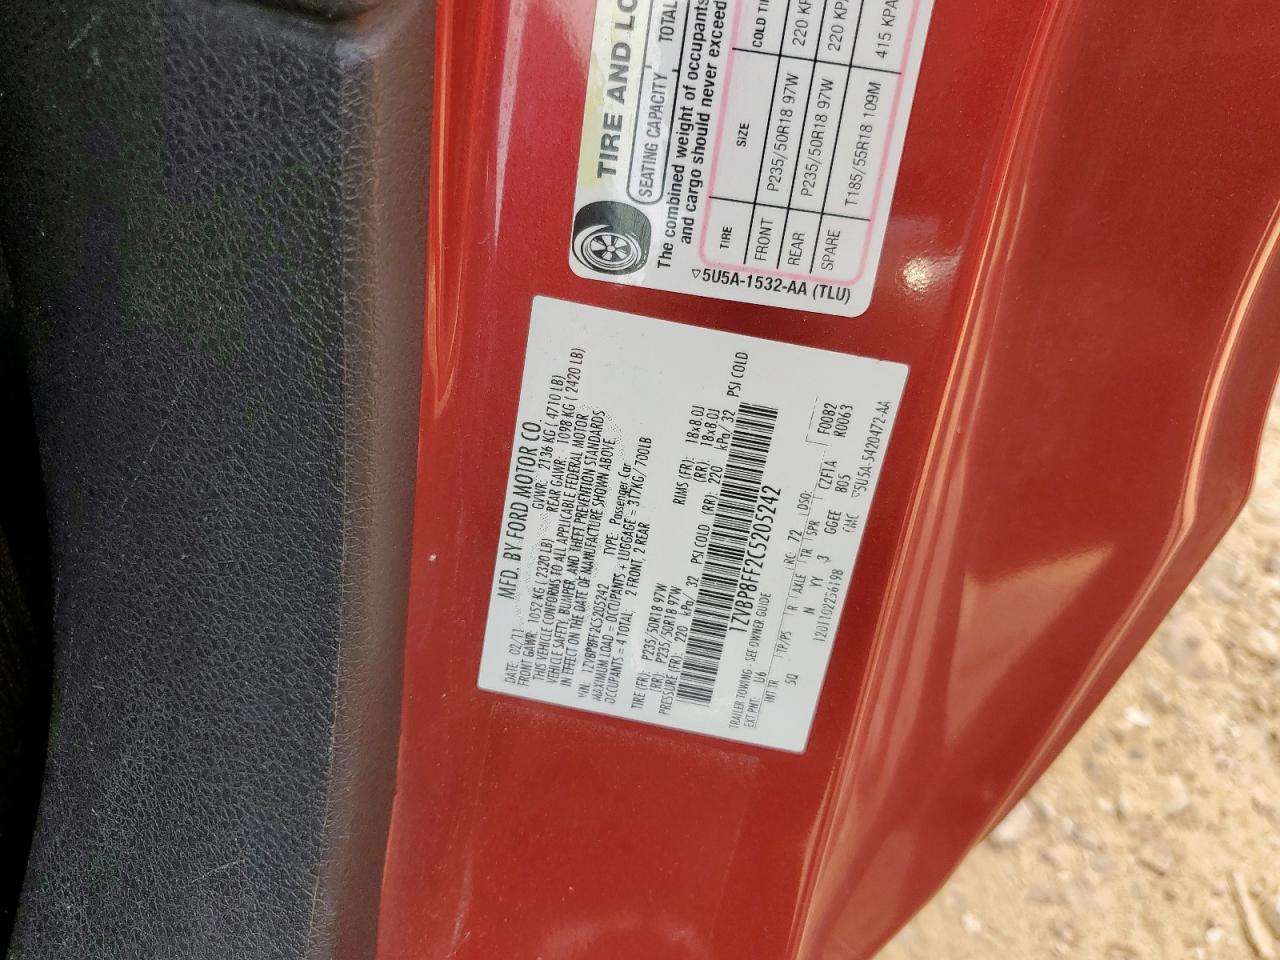 TIRE AND LO
SEATING CAPACITY TOTAL
The combined weight of occupants
and cargo should never exceed
TIRE SIZE COLD TI
FRONT P235/50R18 97W 220 KP
REAR P235/50R18 97W 220 KP
SPARE T185/55R18 109M 415 KPA
5U5A-1532-AA (TLU)
MFD. BY FORD MOTOR CO.
DATE: 02/11 GVWR: 2136 KG ( 4710 LB)
FRONT GAWR: 1052 KG ( 2320 LB) REAR GAWR: 1098 KG ( 2420 LB)
THIS VEHICLE CONFORMS TO ALL APPLICABLE FEDERAL MOTOR
VEHICLE SAFETY, BUMPER, AND THEFT PREVENTION STANDARDS
IN EFFECT ON THE DATE OF MANUFACTURE SHOWN ABOVE
VIN: 1ZVBP8FF2C5205242 TYPE: Passenger Car
MAXIMUM LOAD = OCCUPANTS + LUGGAGE = 317KG/700LB
OCCUPANTS = 4 TOTAL: 2 FRONT, 2 REAR
TIRE (FR): P235/50R18 97W RIMS (FR): 18x8.0J
(RR): P235/50R18 97W (RR): 18x8.0J
PRESSURE (FR): 220 kPa/ 32 PSI COLD (RR): 220 kPa/ 32 PSI COLD
1ZVBP8FF2C5205242
TRAILER TOWING - SEE OWNER GUIDE
EXT PNT: U6 RC: 72 DSO: F0082
INT TR TP/PS R AXLE TR SPR CZF1A R0063
5Q N YY 3 GGEE 805
12011022256198 UMC 5U5A-5420472-AA